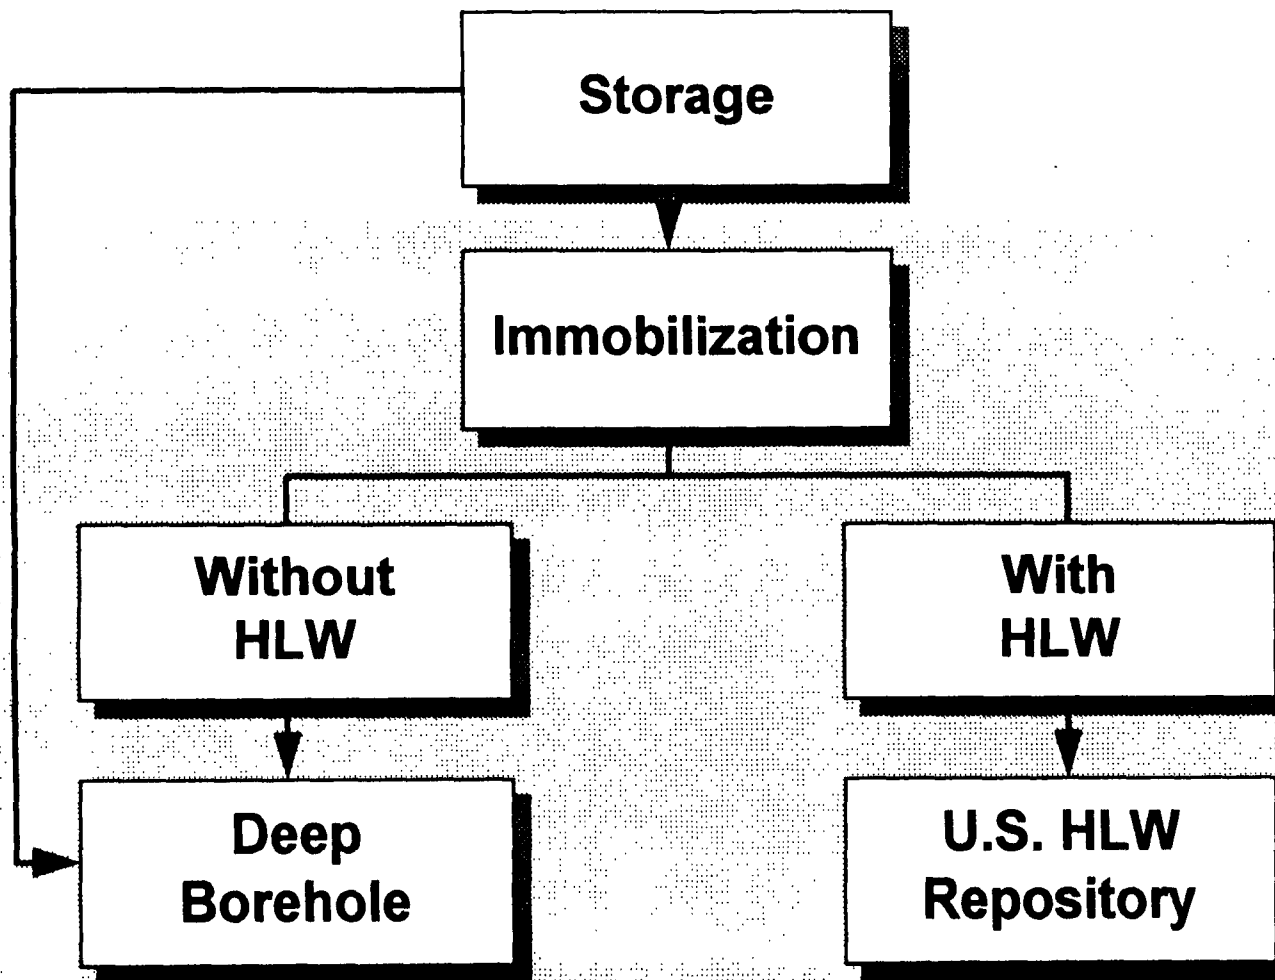 Storage
Immobilization
Without
HLW
With
HLW
Deep
Borehole
U.S. HLW
Repository